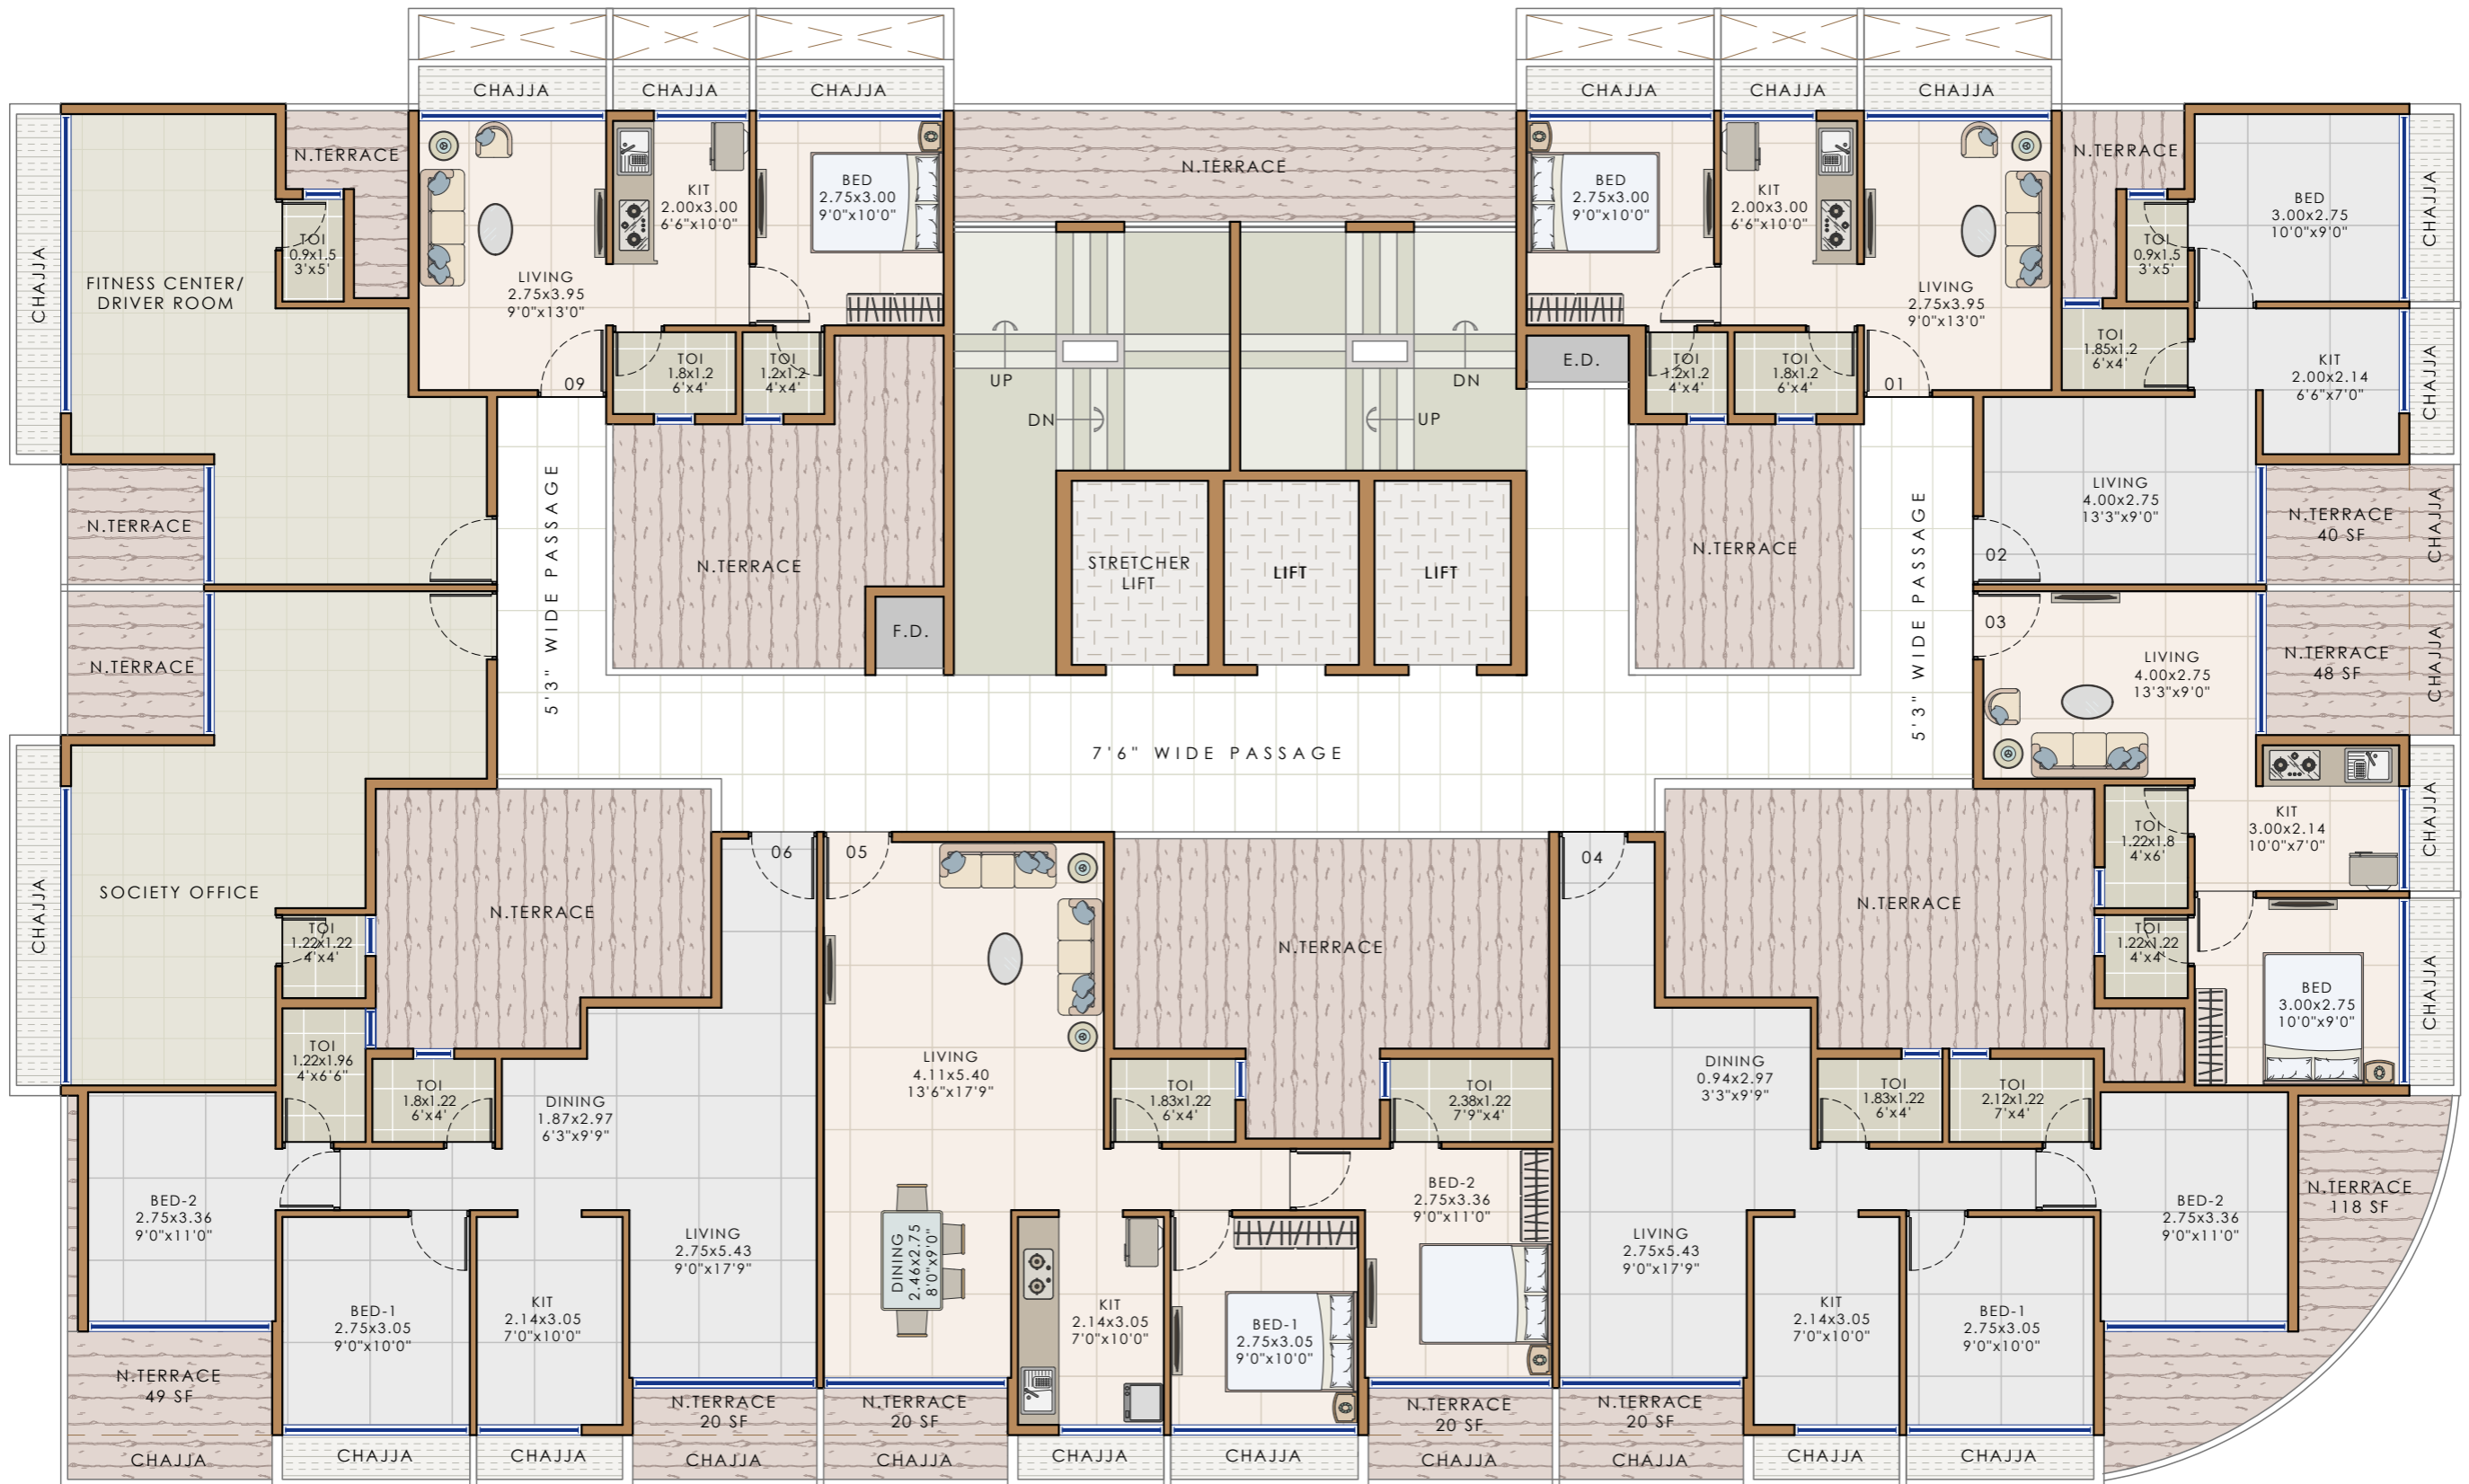 CHAJJA
CHAJJA
CHAJJA
CHAJJA
CHAJJA
CHAJJA
N.TERRACE
TOI
0.9x1.5
3'x5'
FITNESS CENTER/
DRIVER ROOM
CHAJJA
LIVING
2.75x3.95
9'0"x13'0"
KIT
2.00x3.00
6'6"x10'0"
BED
2.75x3.00
9'0"x10'0"
09
TOI
1.8x1.2
6'x4'
TOI
1.2x1.2
4'x4'
N.TERRACE
UP
DN
DN
UP
BED
2.75x3.00
9'0"x10'0"
KIT
2.00x3.00
6'6"x10'0"
LIVING
2.75x3.95
9'0"x13'0"
E.D.
TOI
1.2x1.2
4'x4'
TOI
1.8x1.2
6'x4'
01
N.TERRACE
TOI
0.9x1.5
3'x5'
BED
3.00x2.75
10'0"x9'0"
CHAJJA
TOI
1.85x1.2
6'x4'
KIT
2.00x2.14
6'6"x7'0"
CHAJJA
N.TERRACE
5'3" WIDE PASSAGE
N.TERRACE
F.D.
STRETCHER
LIFT
LIFT
LIFT
N.TERRACE
5'3" WIDE PASSAGE
LIVING
4.00x2.75
13'3"x9'0"
02
N.TERRACE
40 SF
CHAJJA
N.TERRACE
03
LIVING
4.00x2.75
13'3"x9'0"
N.TERRACE
48 SF
CHAJJA
7'6" WIDE PASSAGE
SOCIETY OFFICE
CHAJJA
TOI
1.22x1.22
4'x4'
N.TERRACE
06
05
N.TERRACE
04
N.TERRACE
TOI
1.22x1.8
4'x6'
KIT
3.00x2.14
10'0"x7'0"
CHAJJA
TOI
1.22x1.22
4'x4'
BED
3.00x2.75
10'0"x9'0"
CHAJJA
TOI
1.22x1.96
4'x6'6"
TOI
1.8x1.22
6'x4'
DINING
1.87x2.97
6'3"x9'9"
LIVING
4.11x5.40
13'6"x17'9"
TOI
1.83x1.22
6'x4'
TOI
2.38x1.22
7'9"x4'
DINING
0.94x2.97
3'3"x9'9"
TOI
1.83x1.22
6'x4'
TOI
2.12x1.22
7'x4'
BED-2
2.75x3.36
9'0"x11'0"
LIVING
2.75x5.43
9'0"x17'9"
DINING
2.46x2.75
8'0"x9'0"
BED-2
2.75x3.36
9'0"x11'0"
LIVING
2.75x5.43
9'0"x17'9"
BED-2
2.75x3.36
9'0"x11'0"
N.TERRACE
118 SF
BED-1
2.75x3.05
9'0"x10'0"
KIT
2.14x3.05
7'0"x10'0"
KIT
2.14x3.05
7'0"x10'0"
BED-1
2.75x3.05
9'0"x10'0"
KIT
2.14x3.05
7'0"x10'0"
BED-1
2.75x3.05
9'0"x10'0"
N.TERRACE
49 SF
CHAJJA
CHAJJA
CHAJJA
N.TERRACE
20 SF
CHAJJA
N.TERRACE
20 SF
CHAJJA
CHAJJA
CHAJJA
N.TERRACE
20 SF
CHAJJA
N.TERRACE
20 SF
CHAJJA
CHAJJA
CHAJJA